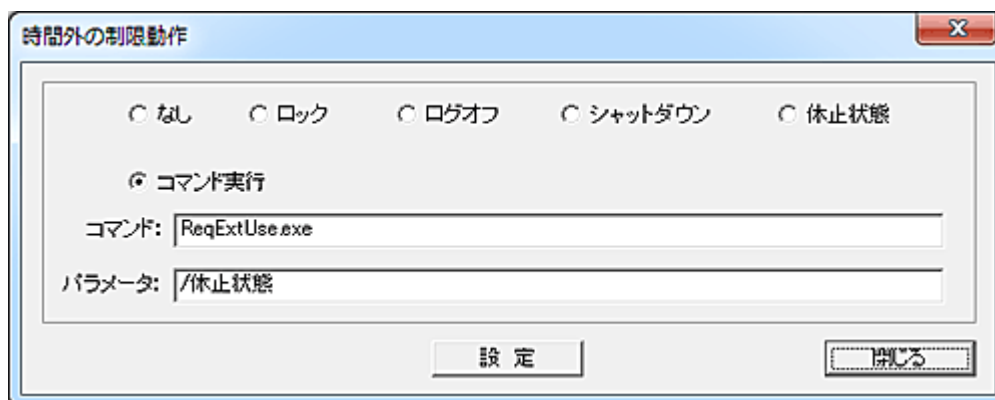 時間外の制限動作
なし ロック ログオフ シャットダウン 休止状態
コマンド実行
コマンド: ReqExtUse.exe
パラメータ: /休止状態
設 定 閉じる